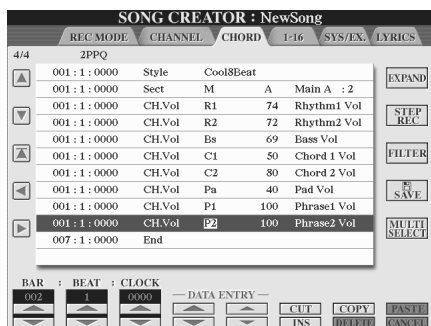 SONG CREATOR : NewSong
REC MODE CHANNEL CHORD 1-16 SYS/EX. LYRICS
4/4 2PPQ
001 : 1 : 0000 Style Cool8Beat
EXPAND
001 : 1 : 0000 Sect M A Main A : 2
001 : 1 : 0000 CH.Vol R1 74 Rhythm1 Vol
STEP REC
001 : 1 : 0000 CH.Vol R2 72 Rhythm2 Vol
001 : 1 : 0000 CH.Vol Bs 69 Bass Vol
001 : 1 : 0000 CH.Vol C1 50 Chord 1 Vol
FILTER
001 : 1 : 0000 CH.Vol C2 80 Chord 2 Vol
001 : 1 : 0000 CH.Vol Pa 40 Pad Vol
SAVE
001 : 1 : 0000 CH.Vol P1 100 Phrase1 Vol
001 : 1 : 0000 CH.Vol P2 100 Phrase2 Vol
MULTI SELECT
007 : 1 : 0000 End
BAR : BEAT : CLOCK
002 1 0000 DATA ENTRY
CUT COPY PASTE
INS DELETE CANCEL